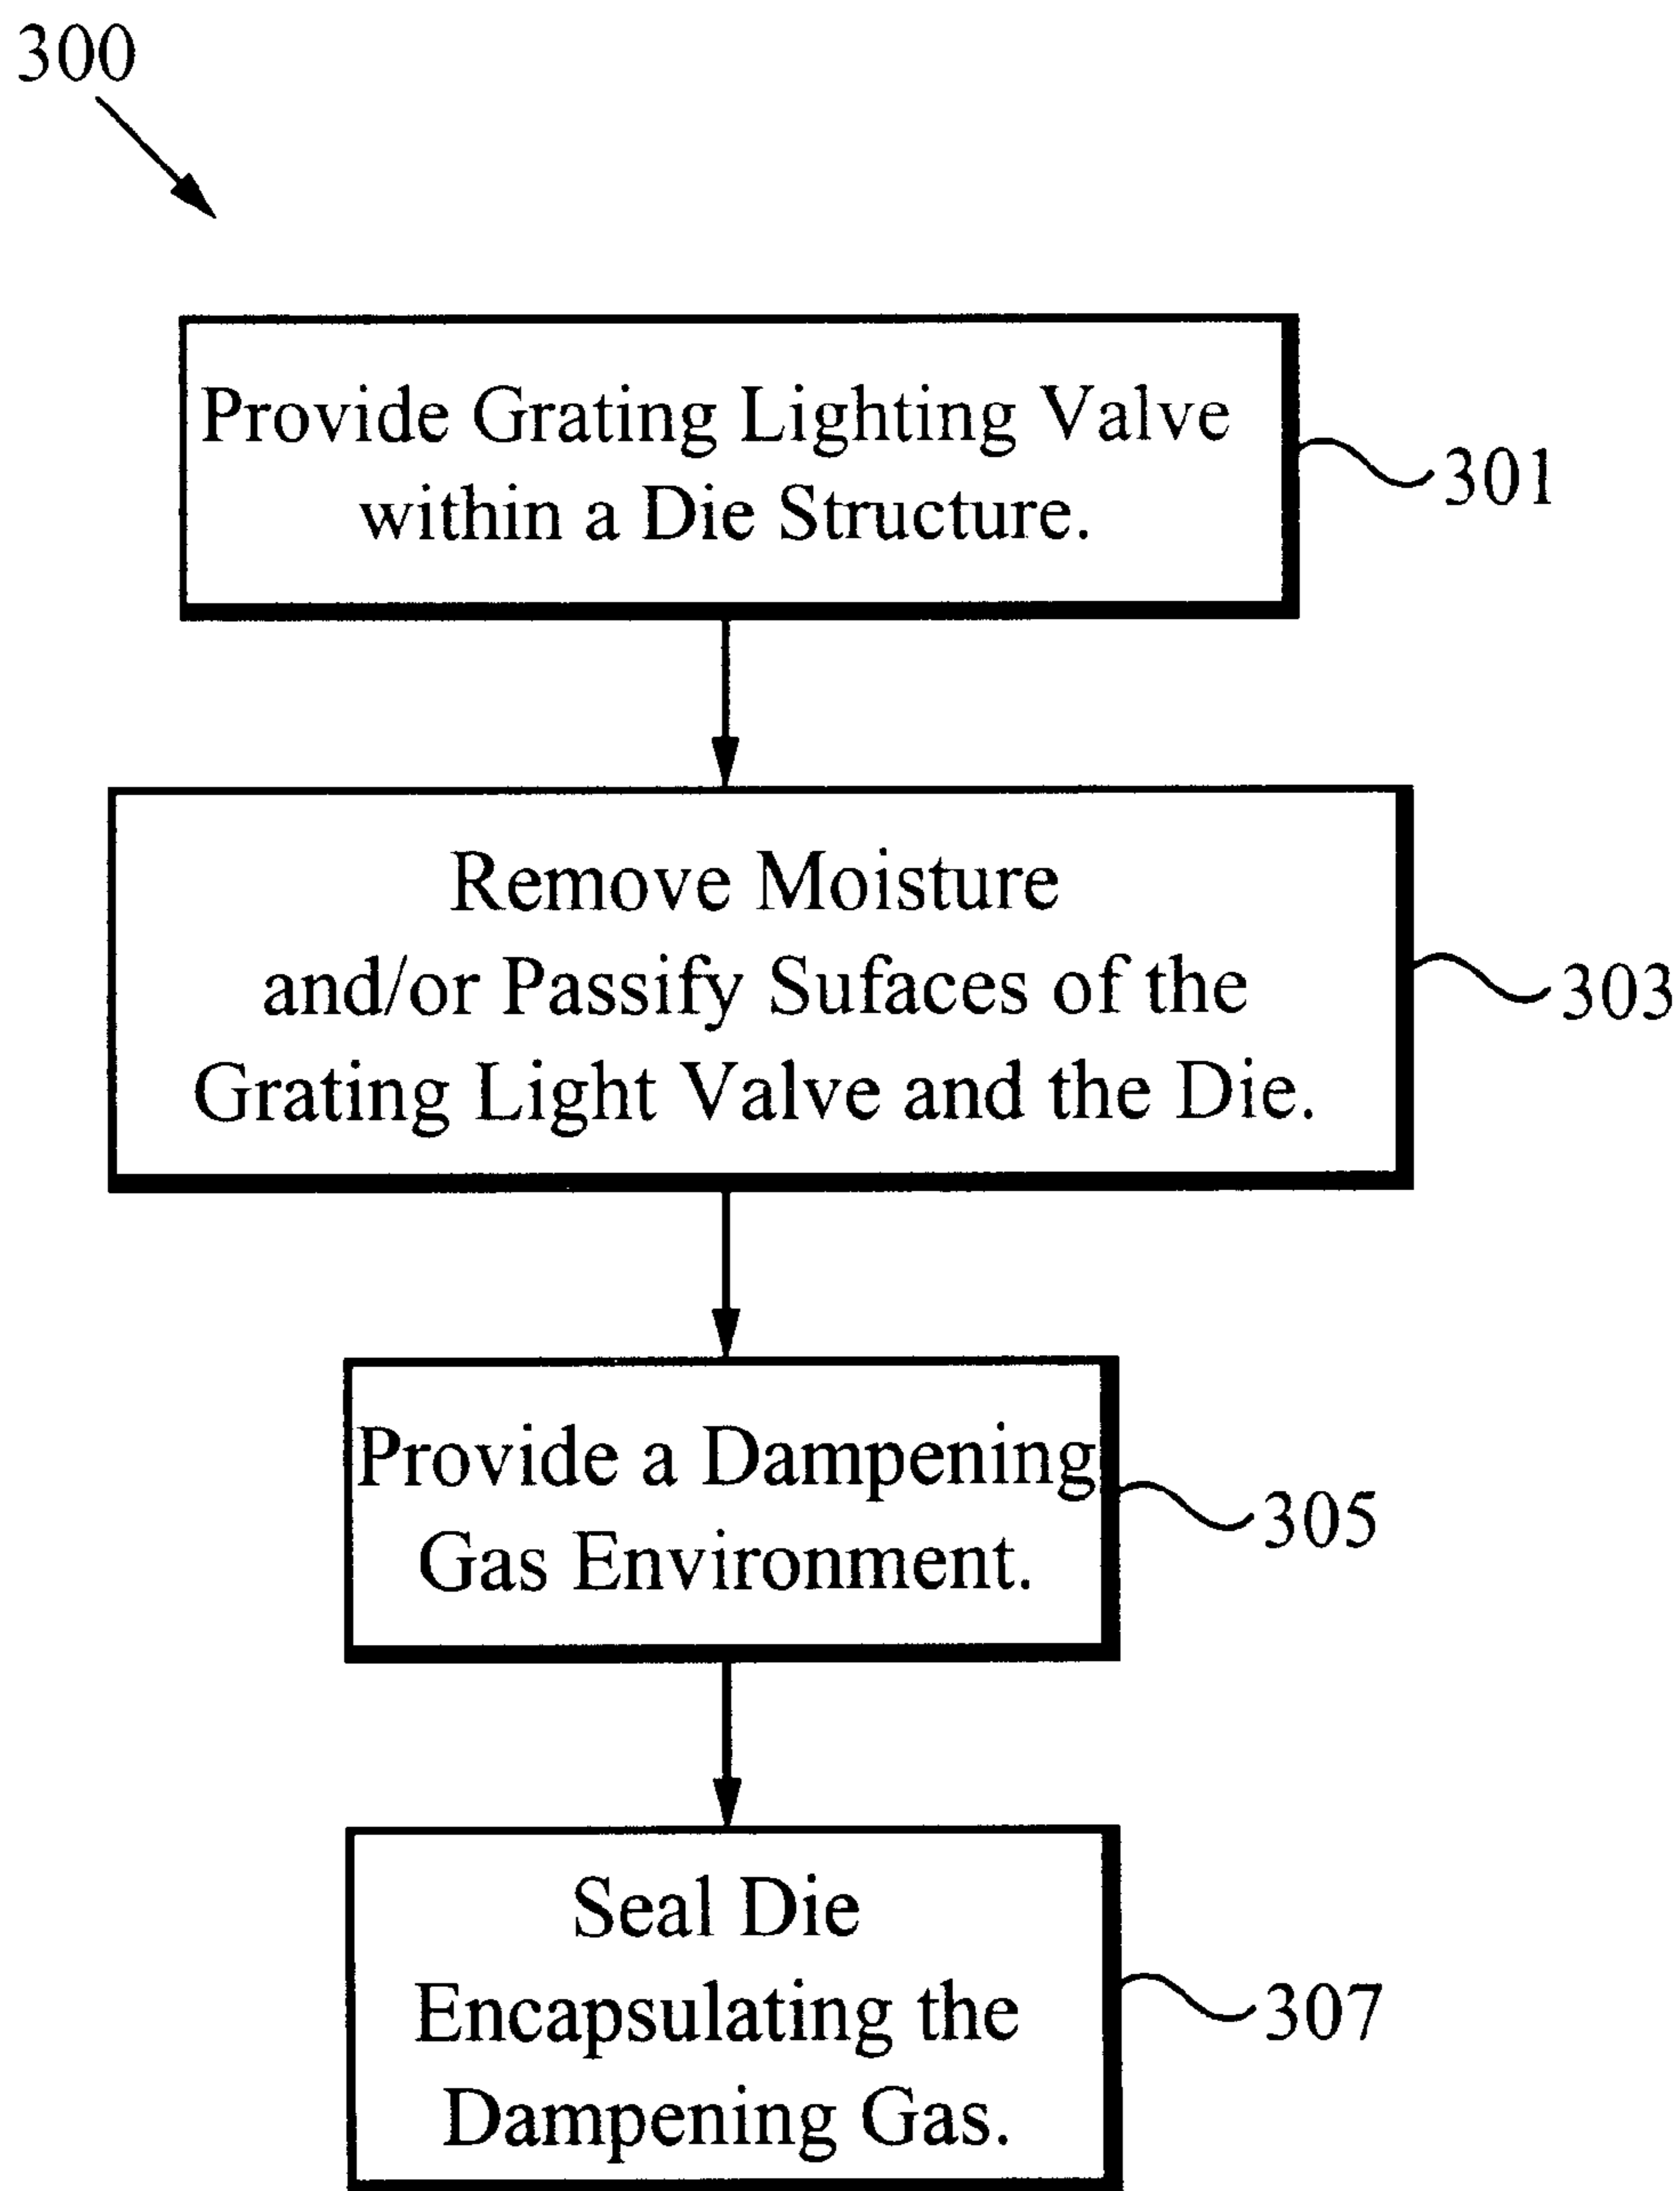 300
Provide Grating Lighting Valve
within a Die Structure.
301
Remove Moisture
and/or Passify Sufaces of the
Grating Light Valve and the Die.
303
Provide a Dampening
Gas Environment.
305
Seal Die
Encapsulating the
Dampening Gas.
307